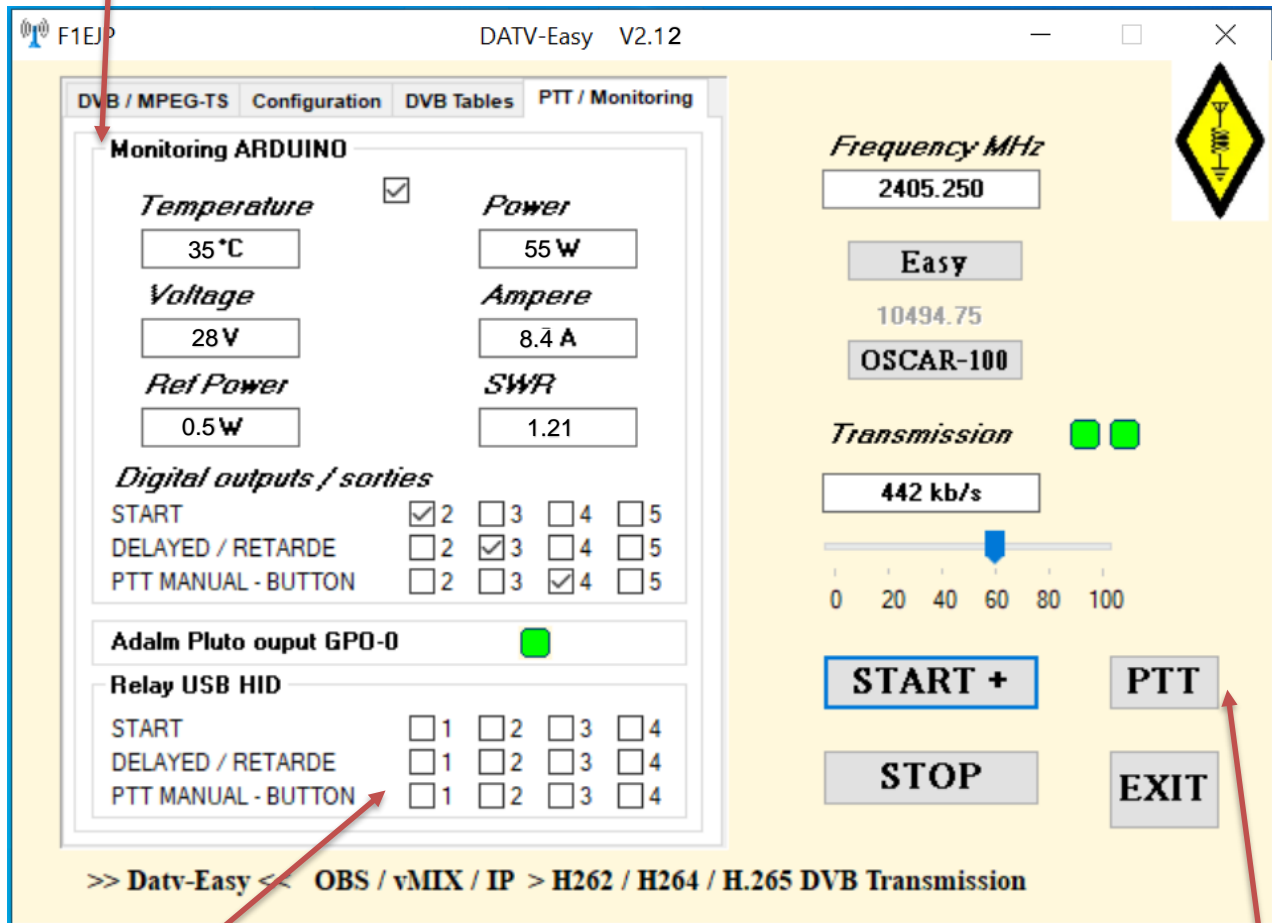 F1EJP DATV-Easy V2.12
DVB / MPEG-TS Configuration DVB Tables PTT / Monitoring
Monitoring ARDUINO
Temperature Power
35°C 55 W
Voltage Ampere
28 V 8.4 A
Ref Power SWR
0.5 W 1.21
Digital outputs / sorties
START 2 3 4 5
DELAYED / RETARDE 2 3 4 5
PTT MANUAL - BUTTON 2 3 4 5
Adalm Pluto ouput GPO-0
Relay USB HID
START 1 2 3 4
DELAYED / RETARDE 1 2 3 4
PTT MANUAL - BUTTON 1 2 3 4
Frequency MHz
2405.250
Easy
10494.75
OSCAR-100
Transmission
442 kb/s
0 20 40 60 80 100
START + PTT
STOP EXIT
>> Datv-Easy << OBS / vMIX / IP > H262 / H264 / H.265 DVB Transmission